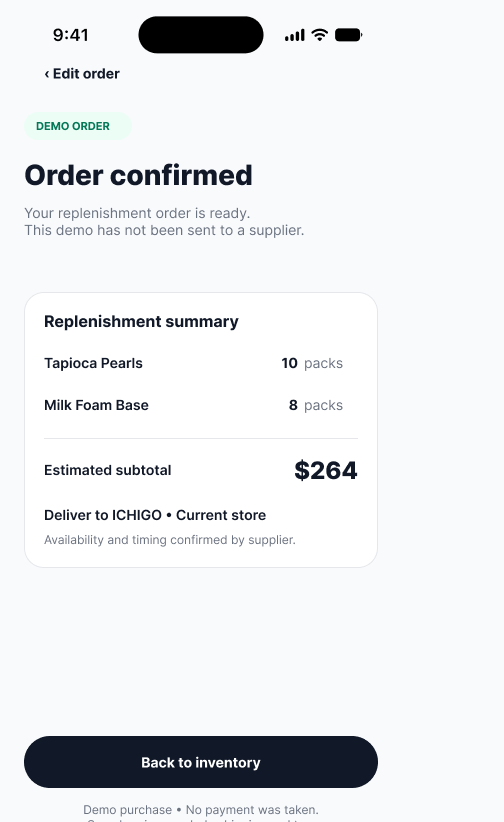 9:41
‹ Edit order
DEMO ORDER
Order confirmed
Your replenishment order is ready.
This demo has not been sent to a supplier.
Replenishment summary
Tapioca Pearls 10 packs
Milk Foam Base 8 packs
Estimated subtotal $264
Deliver to ICHIGO • Current store
Availability and timing confirmed by supplier.
Back to inventory
Demo purchase • No payment was taken.